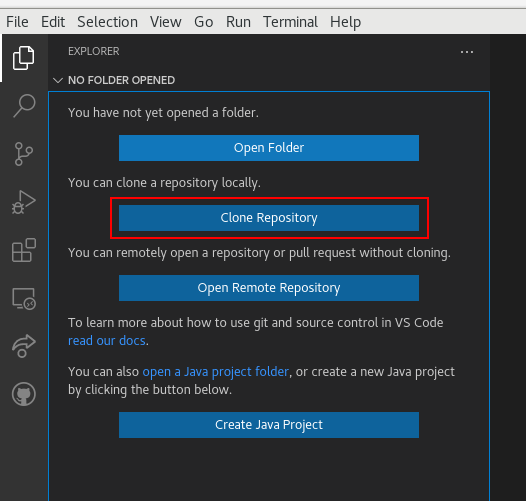 File Edit Selection View Go Run Terminal Help
EXPLORER ...
NO FOLDER OPENED
You have not yet opened a folder.
Open Folder
You can clone a repository locally.
Clone Repository
You can remotely open a repository or pull request without cloning.
Open Remote Repository
To learn more about how to use git and source control in VS Code
read our docs.
You can also open a Java project folder, or create a new Java project
by clicking the button below.
Create Java Project